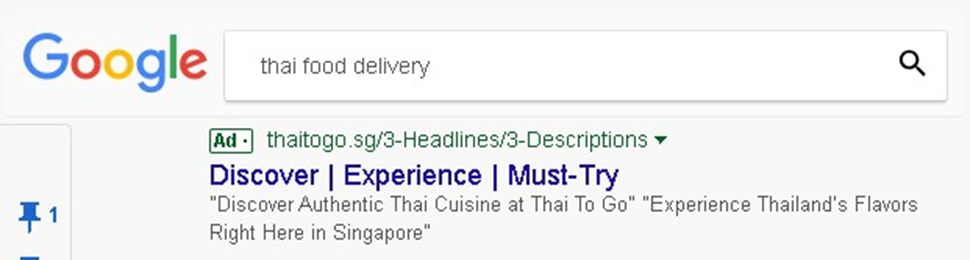 Google
thai food delivery
Ad · thaitogo.sg/3-Headlines/3-Descriptions
Discover | Experience | Must-Try
"Discover Authentic Thai Cuisine at Thai To Go" "Experience Thailand's Flavors
Right Here in Singapore"
1